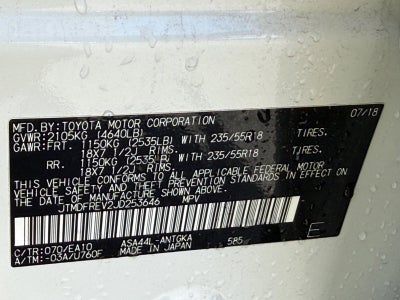 MFD.BY:TOYOTA MOTOR CORPORATION 07/18
GVWR:2105KG (4640LB)
GAWR:FRT. 1150KG (2535LB) WITH 235/55R18 TIRES.
18X7 1/2J RIMS.
RR. 1150KG (2535LB) WITH 235/55R18 TIRES.
18X7 1/2J RIMS.
THIS VEHICLE CONFORMS TO ALL APPLICABLE FEDERAL MOTOR
VEHICLE SAFETY AND THEFT PREVENTION STANDARDS IN EFFECT ON
THE DATE OF MANUFACTURE SHOWN ABOVE.
JTMDFREV2JD253646 MPV
ASA44L-ANTGKA 585 E
C/TR:070/EA10 MADE IN JAPAN
A/TM:-03A/U760F